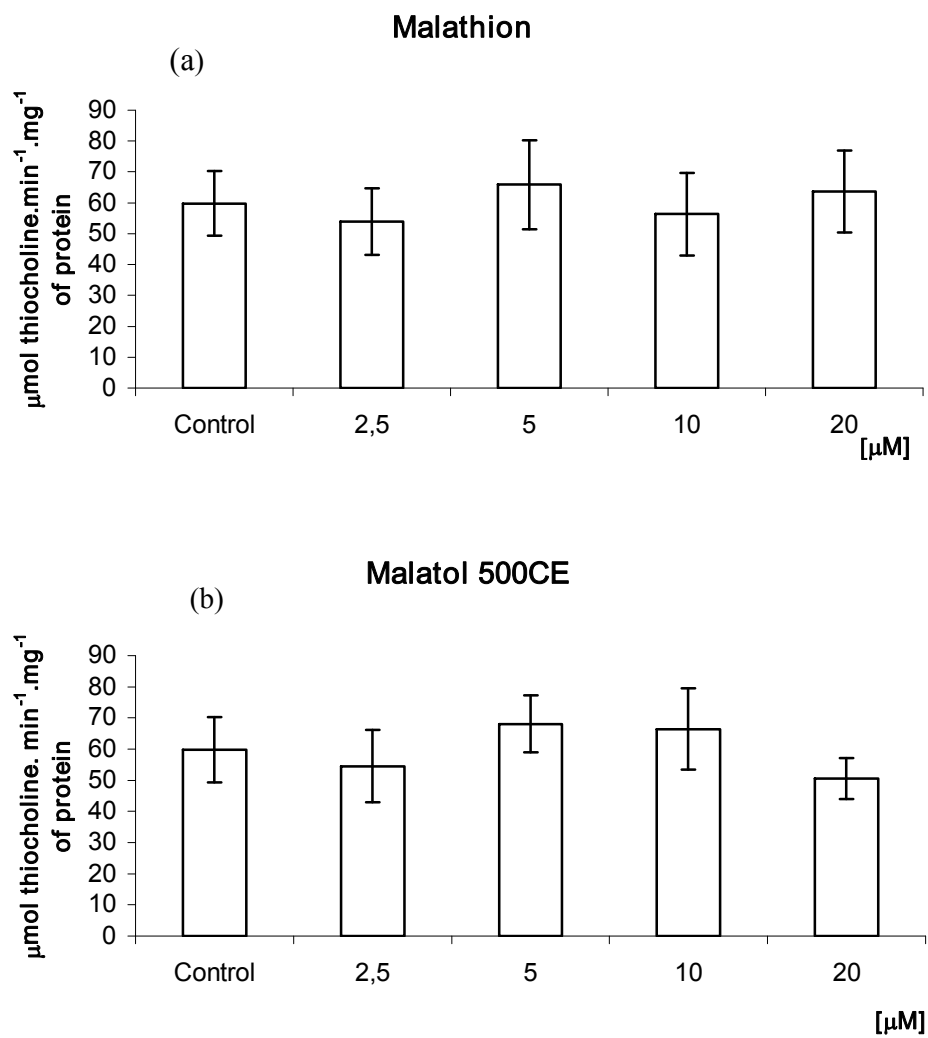 Malathion
(a)
μmol thiocholine.min⁻¹.mg⁻¹
of protein
90
80
70
60
50
40
30
20
10
0
Control 2,5 5 10 20
[μM]
Malatol 500CE
(b)
μmol thiocholine. min⁻¹.mg⁻¹
of protein
90
80
70
60
50
40
30
20
10
0
Control 2,5 5 10 20
[μM]